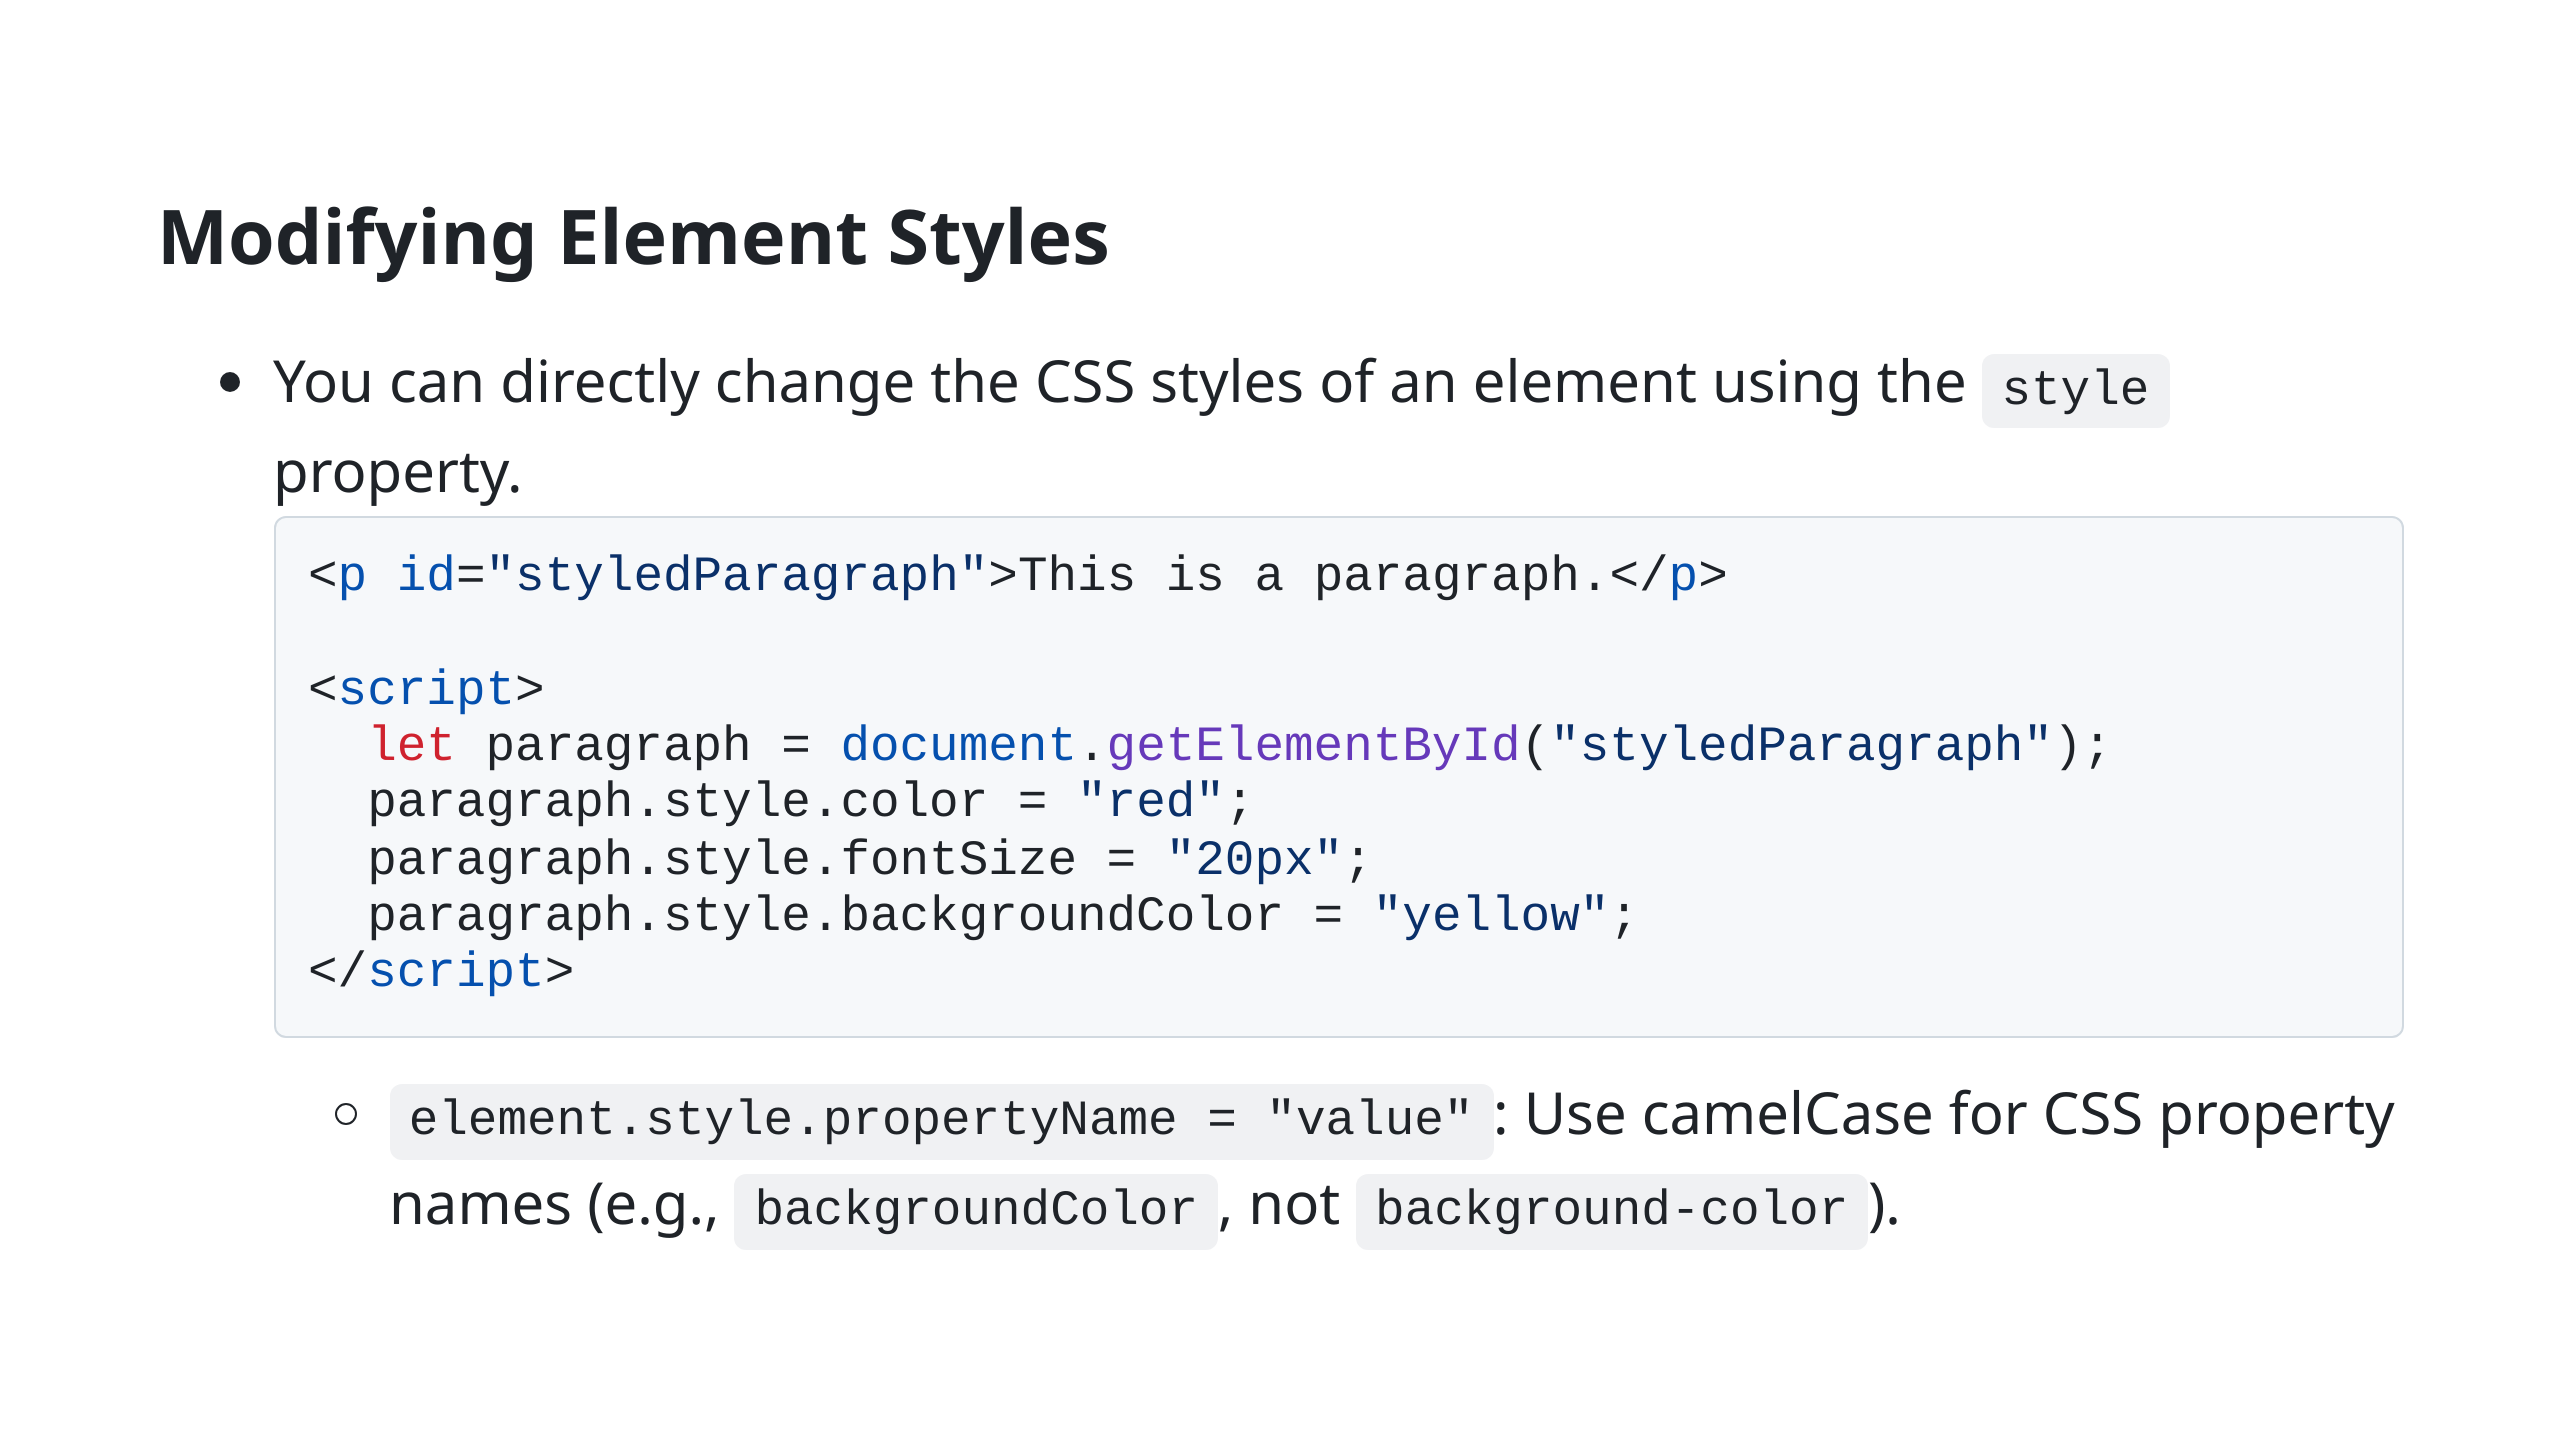 Modifying Element Styles
• You can directly change the CSS styles of an element using the style
property.
<p id="styledParagraph">This is a paragraph.</p>
<script>
  let paragraph = document.getElementById("styledParagraph");
  paragraph.style.color = "red";
  paragraph.style.fontSize = "20px";
  paragraph.style.backgroundColor = "yellow";
</script>
○ element.style.propertyName = "value" : Use camelCase for CSS property
names (e.g., backgroundColor , not background-color ).